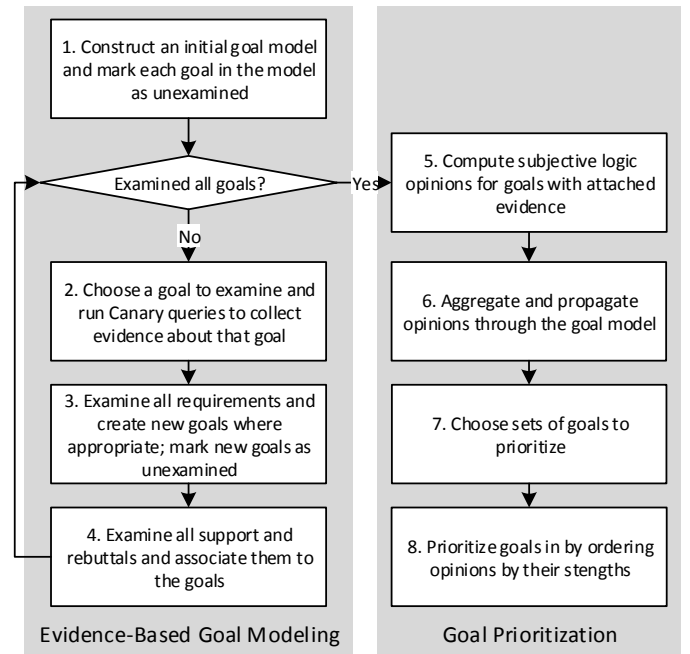 1. Construct an initial goal model
and mark each goal in the model
as unexamined
Examined all goals?
Yes
No
2. Choose a goal to examine and
run Canary queries to collect
evidence about that goal
3. Examine all requirements and
create new goals where
appropriate; mark new goals as
unexamined
4. Examine all support and
rebuttals and associate them to
the goals
Evidence-Based Goal Modeling
5. Compute subjective logic
opinions for goals with attached
evidence
6. Aggregate and propagate
opinions through the goal model
7. Choose sets of goals to
prioritize
8. Prioritize goals in by ordering
opinions by their stengths
Goal Prioritization